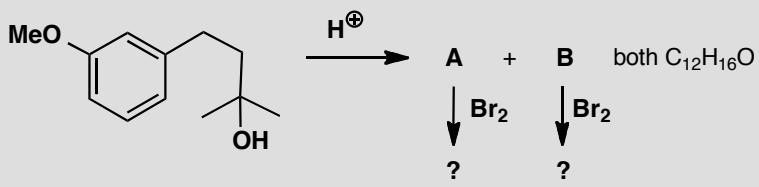 MeO
OH
H⊕
A + B both C₁₂H₁₆O
Br₂ Br₂
? ?